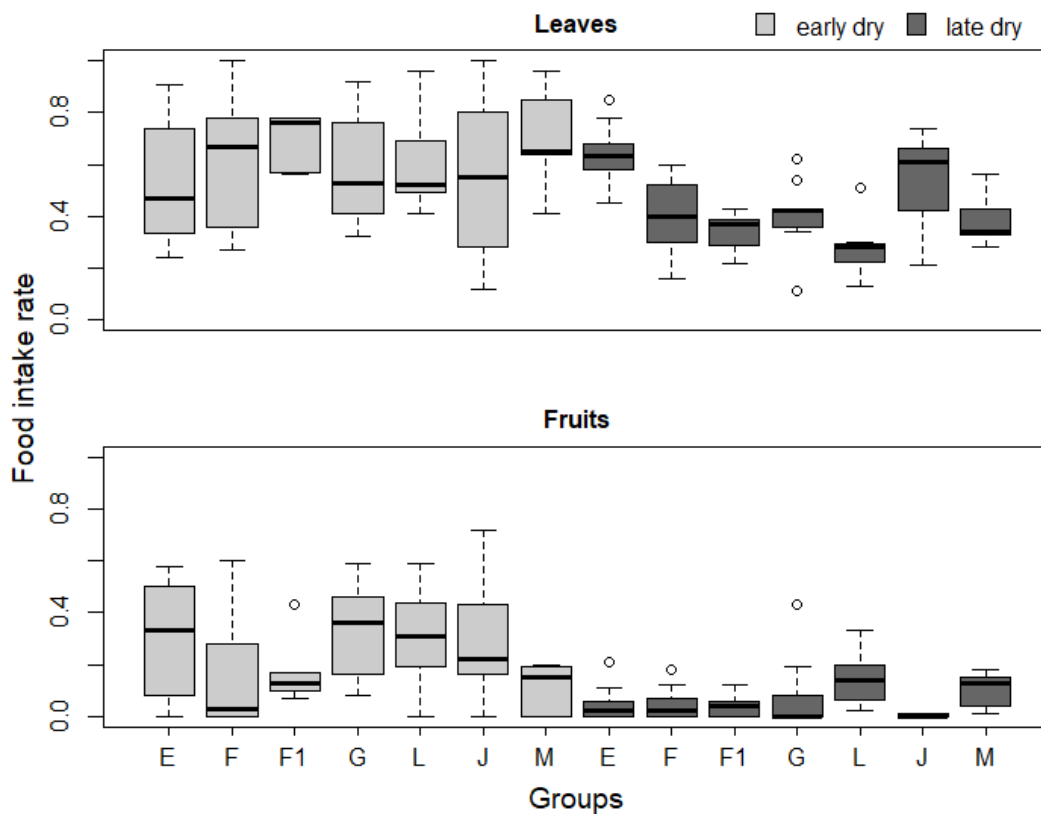 Leaves
early dry late dry
0.8
0.4
0.0
Food intake rate
Fruits
0.8
0.4
0.0
E F F1 G L J M E F F1 G L J M
Groups